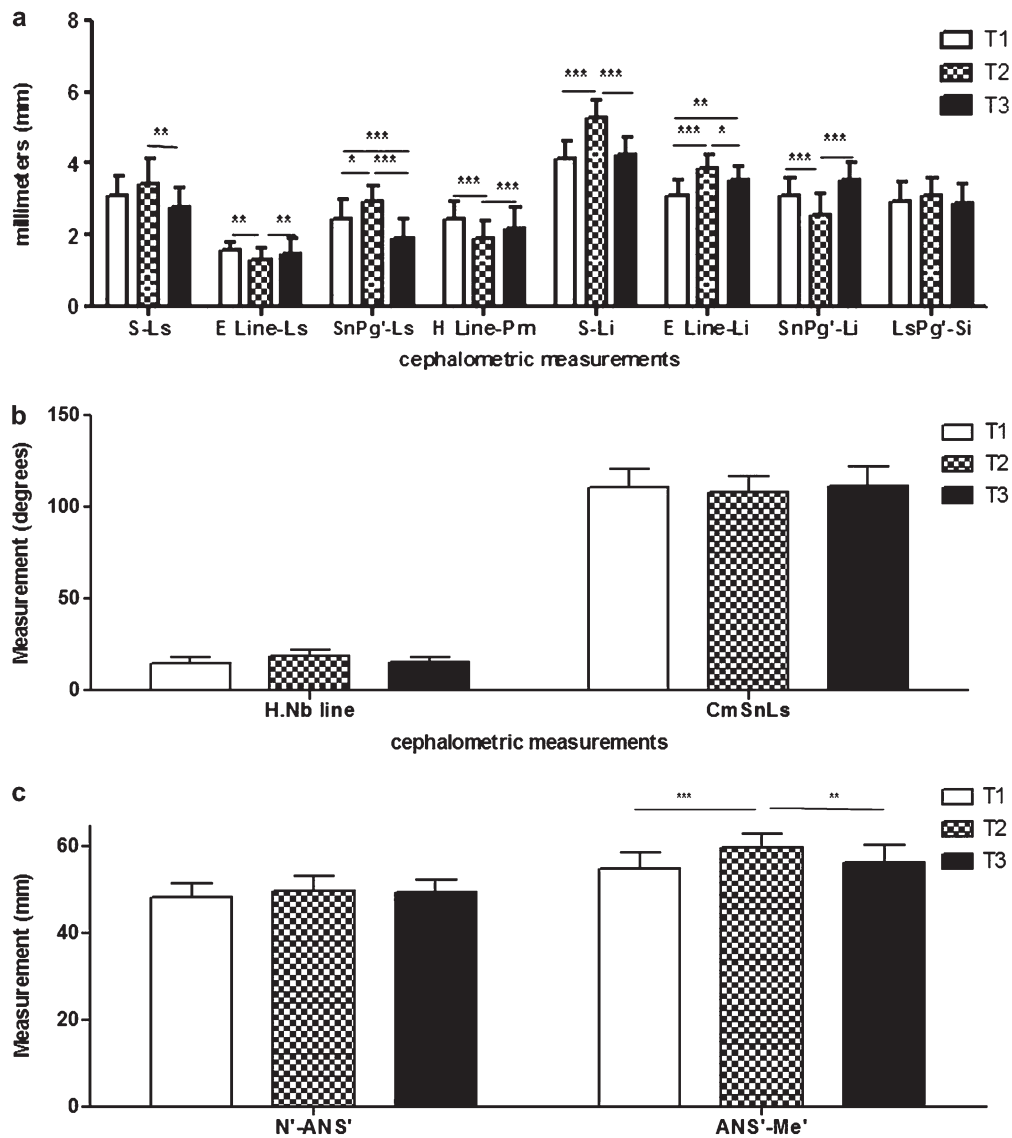 a
8
6
4
2
0
millimeters (mm)
T1
T2
T3
**
** **
***
* ***
*** ***
*** ***
**
*** *
*** ***
S-Ls E Line-Ls SnPg'-Ls H Line-Prn S-Li E Line-Li SnPg'-Li LsPg'-Si
cephalometric measurements
b
150
100
50
0
Measurement (degrees)
T1
T2
T3
H.Nb line CmSnLs
cephalometric measurements
c
60
40
20
0
Measurement (mm)
T1
T2
T3
*** **
N'-ANS' ANS'-Me'